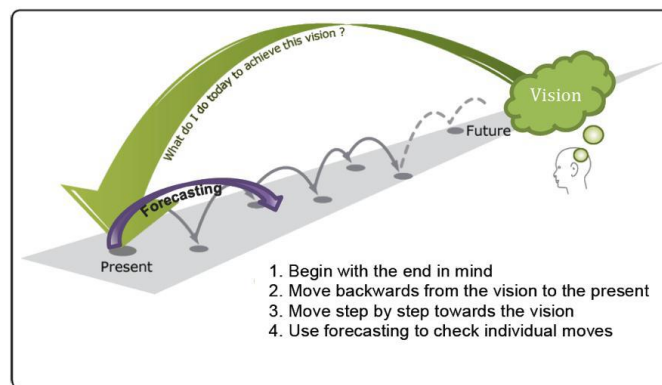 What do I do today to achieve this vision ?
Vision
Future
Forecasting
Present
1. Begin with the end in mind
2. Move backwards from the vision to the present
3. Move step by step towards the vision
4. Use forecasting to check individual moves